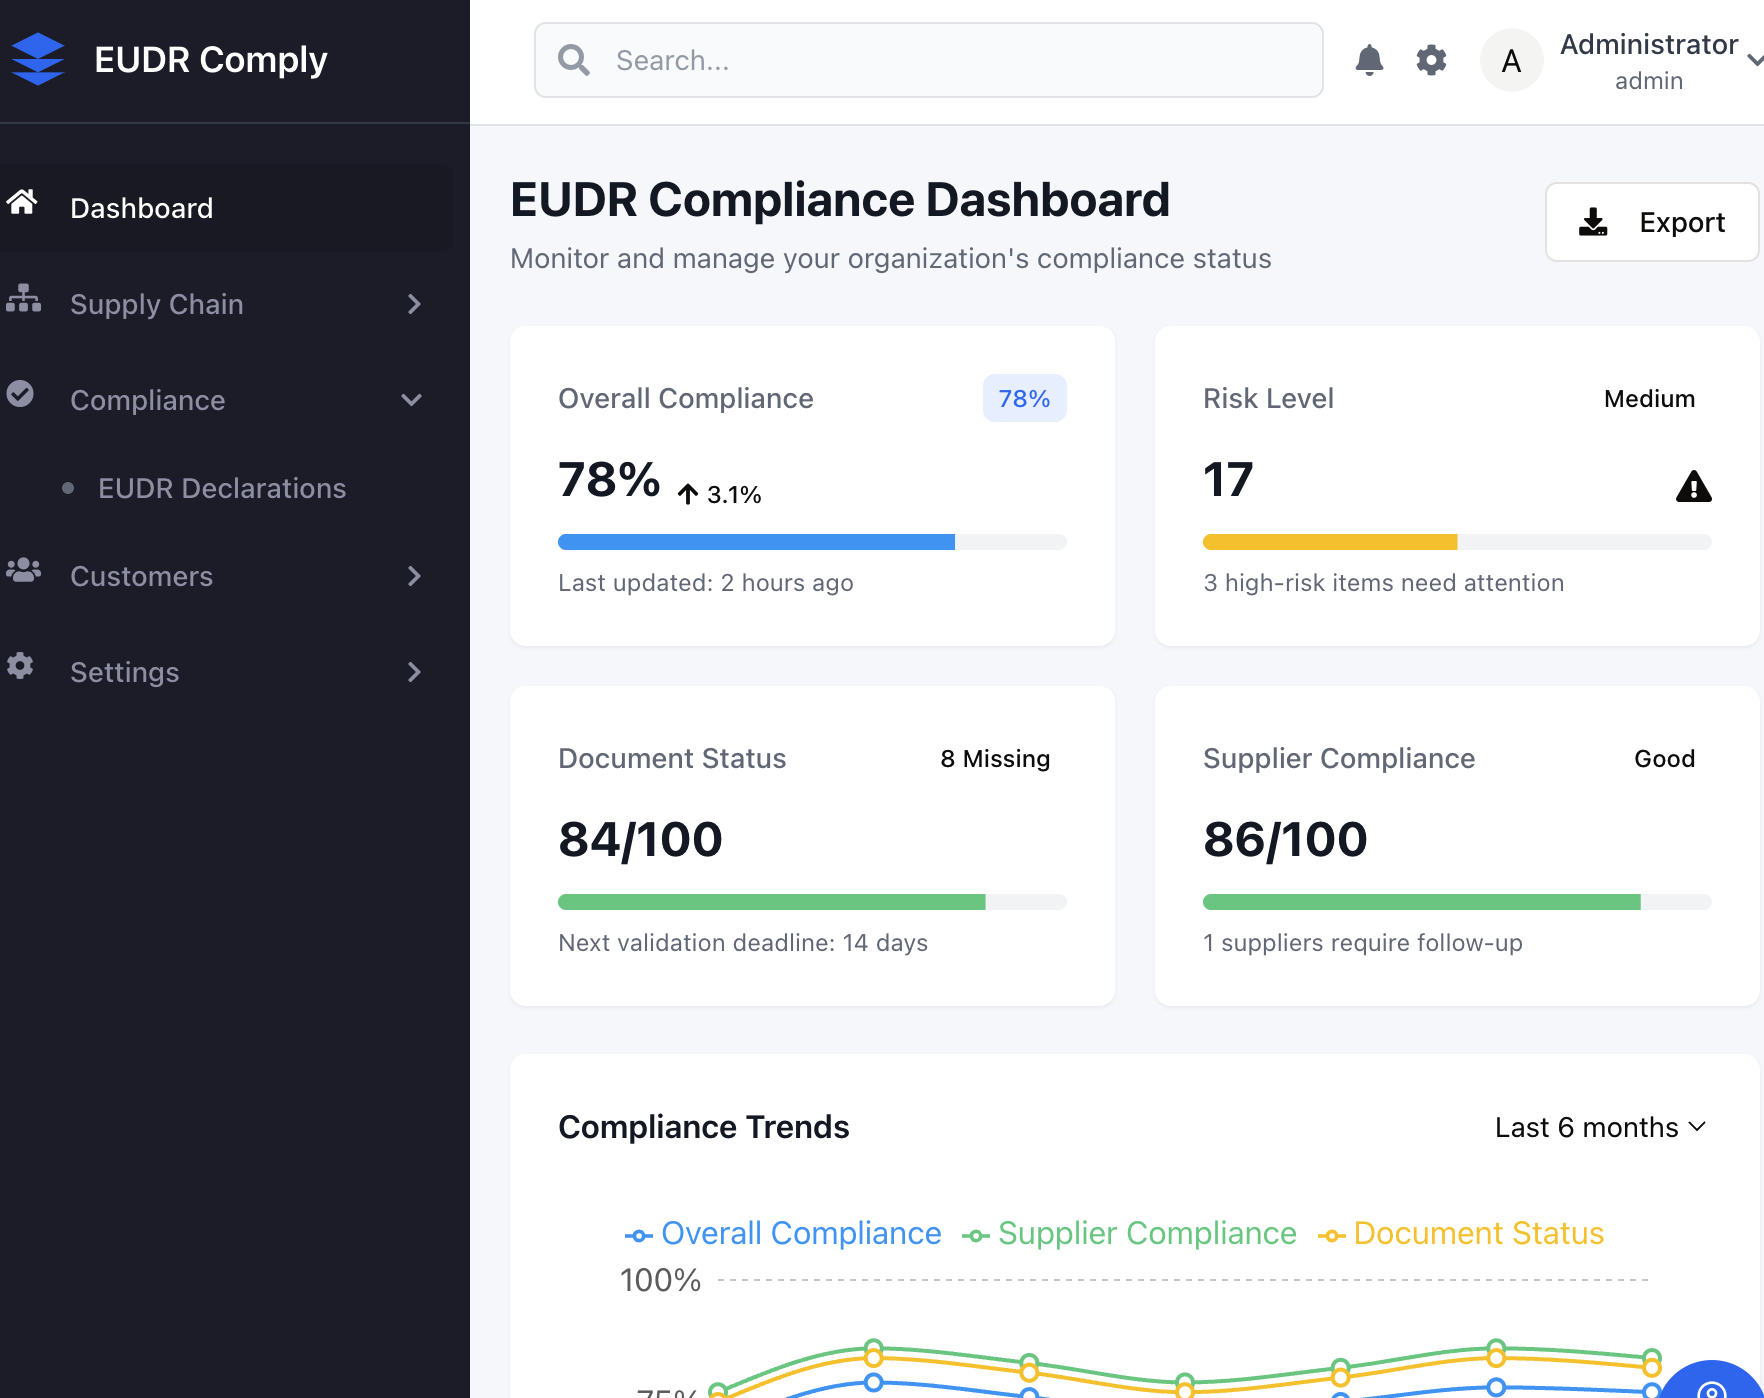 EUDR Comply
Search...
A
Administrator
admin
Dashboard
Supply Chain
Compliance
EUDR Declarations
Customers
Settings
EUDR Compliance Dashboard
Monitor and manage your organization's compliance status
Export
Overall Compliance
78%
78%
3.1%
Last updated: 2 hours ago
Risk Level
Medium
17
3 high-risk items need attention
Document Status
8 Missing
84/100
Next validation deadline: 14 days
Supplier Compliance
Good
86/100
1 suppliers require follow-up
Compliance Trends
Last 6 months
Overall Compliance
Supplier Compliance
Document Status
100%
75%